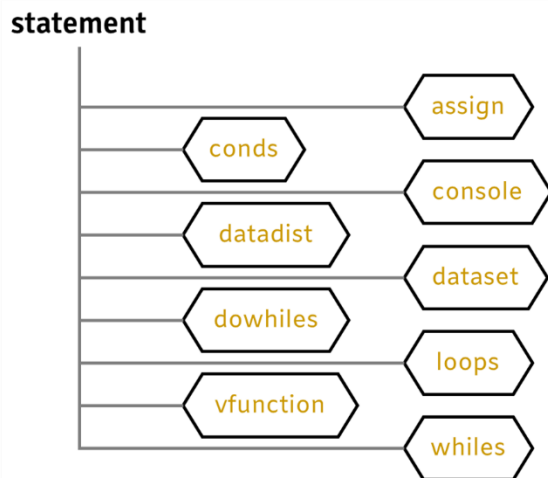 statement
assign
conds
console
datadist
dataset
dowhiles
loops
vfunction
whiles